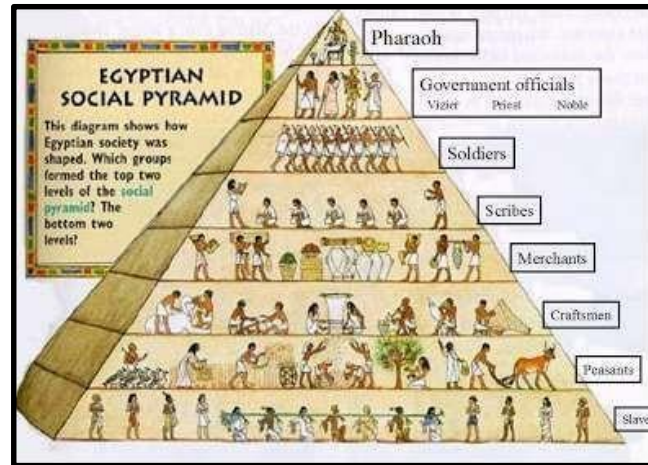 EGYPTIAN
SOCIAL PYRAMID
This diagram shows how
Egyptian society was
shaped. Which groups
formed the top two
levels of the social
pyramid? The
bottom two
levels?
Pharaoh
Government officials
Vizier Priest Noble
Soldiers
Scribes
Merchants
Craftsmen
Peasants
Slave